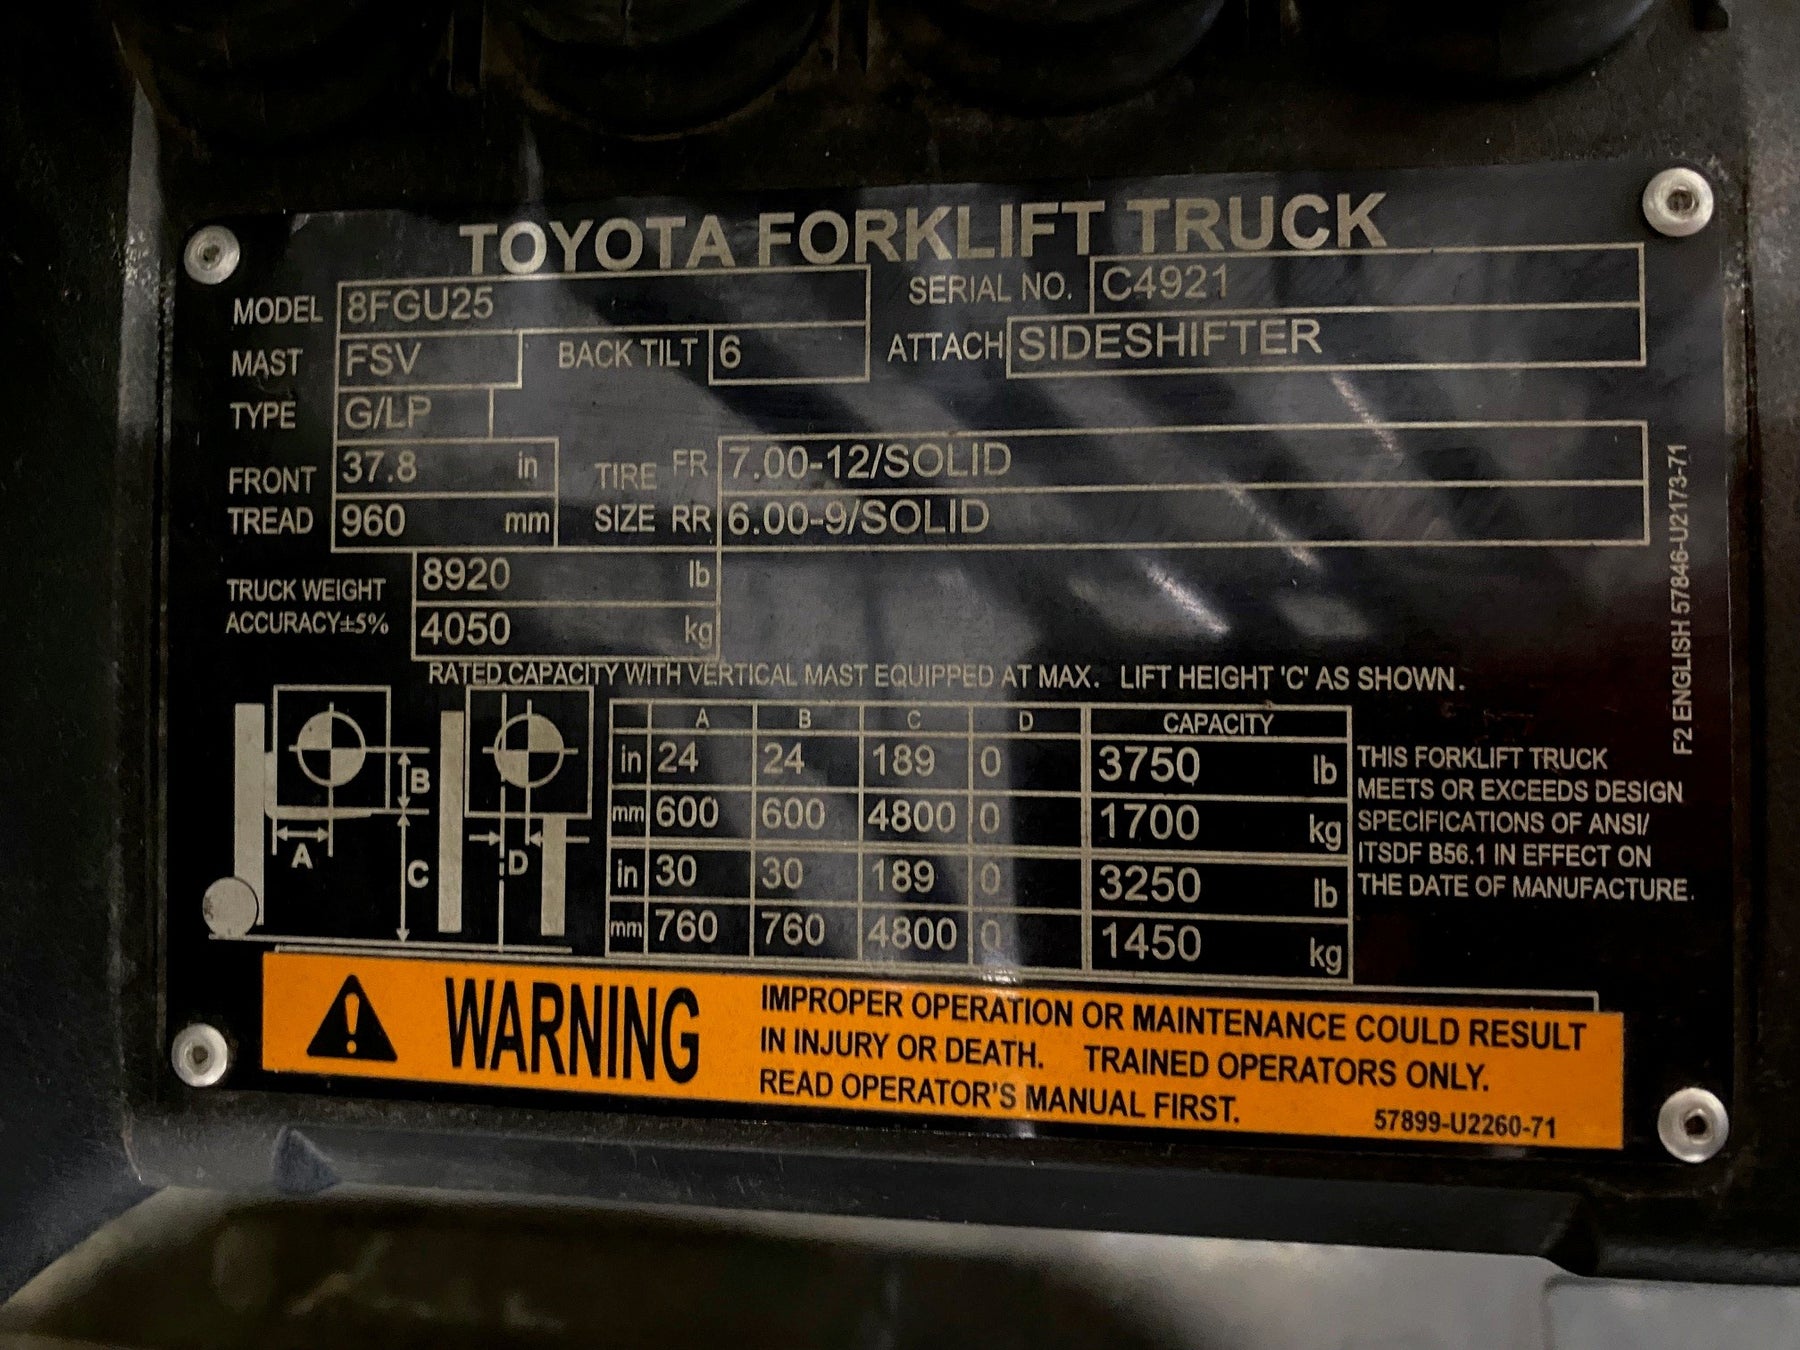 TOYOTA FORKLIFT TRUCK
MODEL 8FGU25 SERIAL NO. C4921
MAST FSV BACK TILT 6 ATTACH SIDESHIFTER
TYPE G/LP
FRONT TREAD 37.8 in TIRE SIZE FR 7.00-12/SOLID
960 mm RR 6.00-9/SOLID
TRUCK WEIGHT 8920 lb
ACCURACY±5% 4050 kg
RATED CAPACITY WITH VERTICAL MAST EQUIPPED AT MAX. LIFT HEIGHT 'C' AS SHOWN.
A B C D CAPACITY
in 24 24 189 0 3750 lb
mm 600 600 4800 0 1700 kg
in 30 30 189 0 3250 lb
mm 760 760 4800 0 1450 kg
B
A
C
D
THIS FORKLIFT TRUCK
MEETS OR EXCEEDS DESIGN
SPECIFICATIONS OF ANSI/
ITSDF B56.1 IN EFFECT ON
THE DATE OF MANUFACTURE.
F2 ENGLISH 57846-U2173-71
WARNING
IMPROPER OPERATION OR MAINTENANCE COULD RESULT
IN INJURY OR DEATH. TRAINED OPERATORS ONLY.
READ OPERATOR'S MANUAL FIRST.
57899-U2260-71